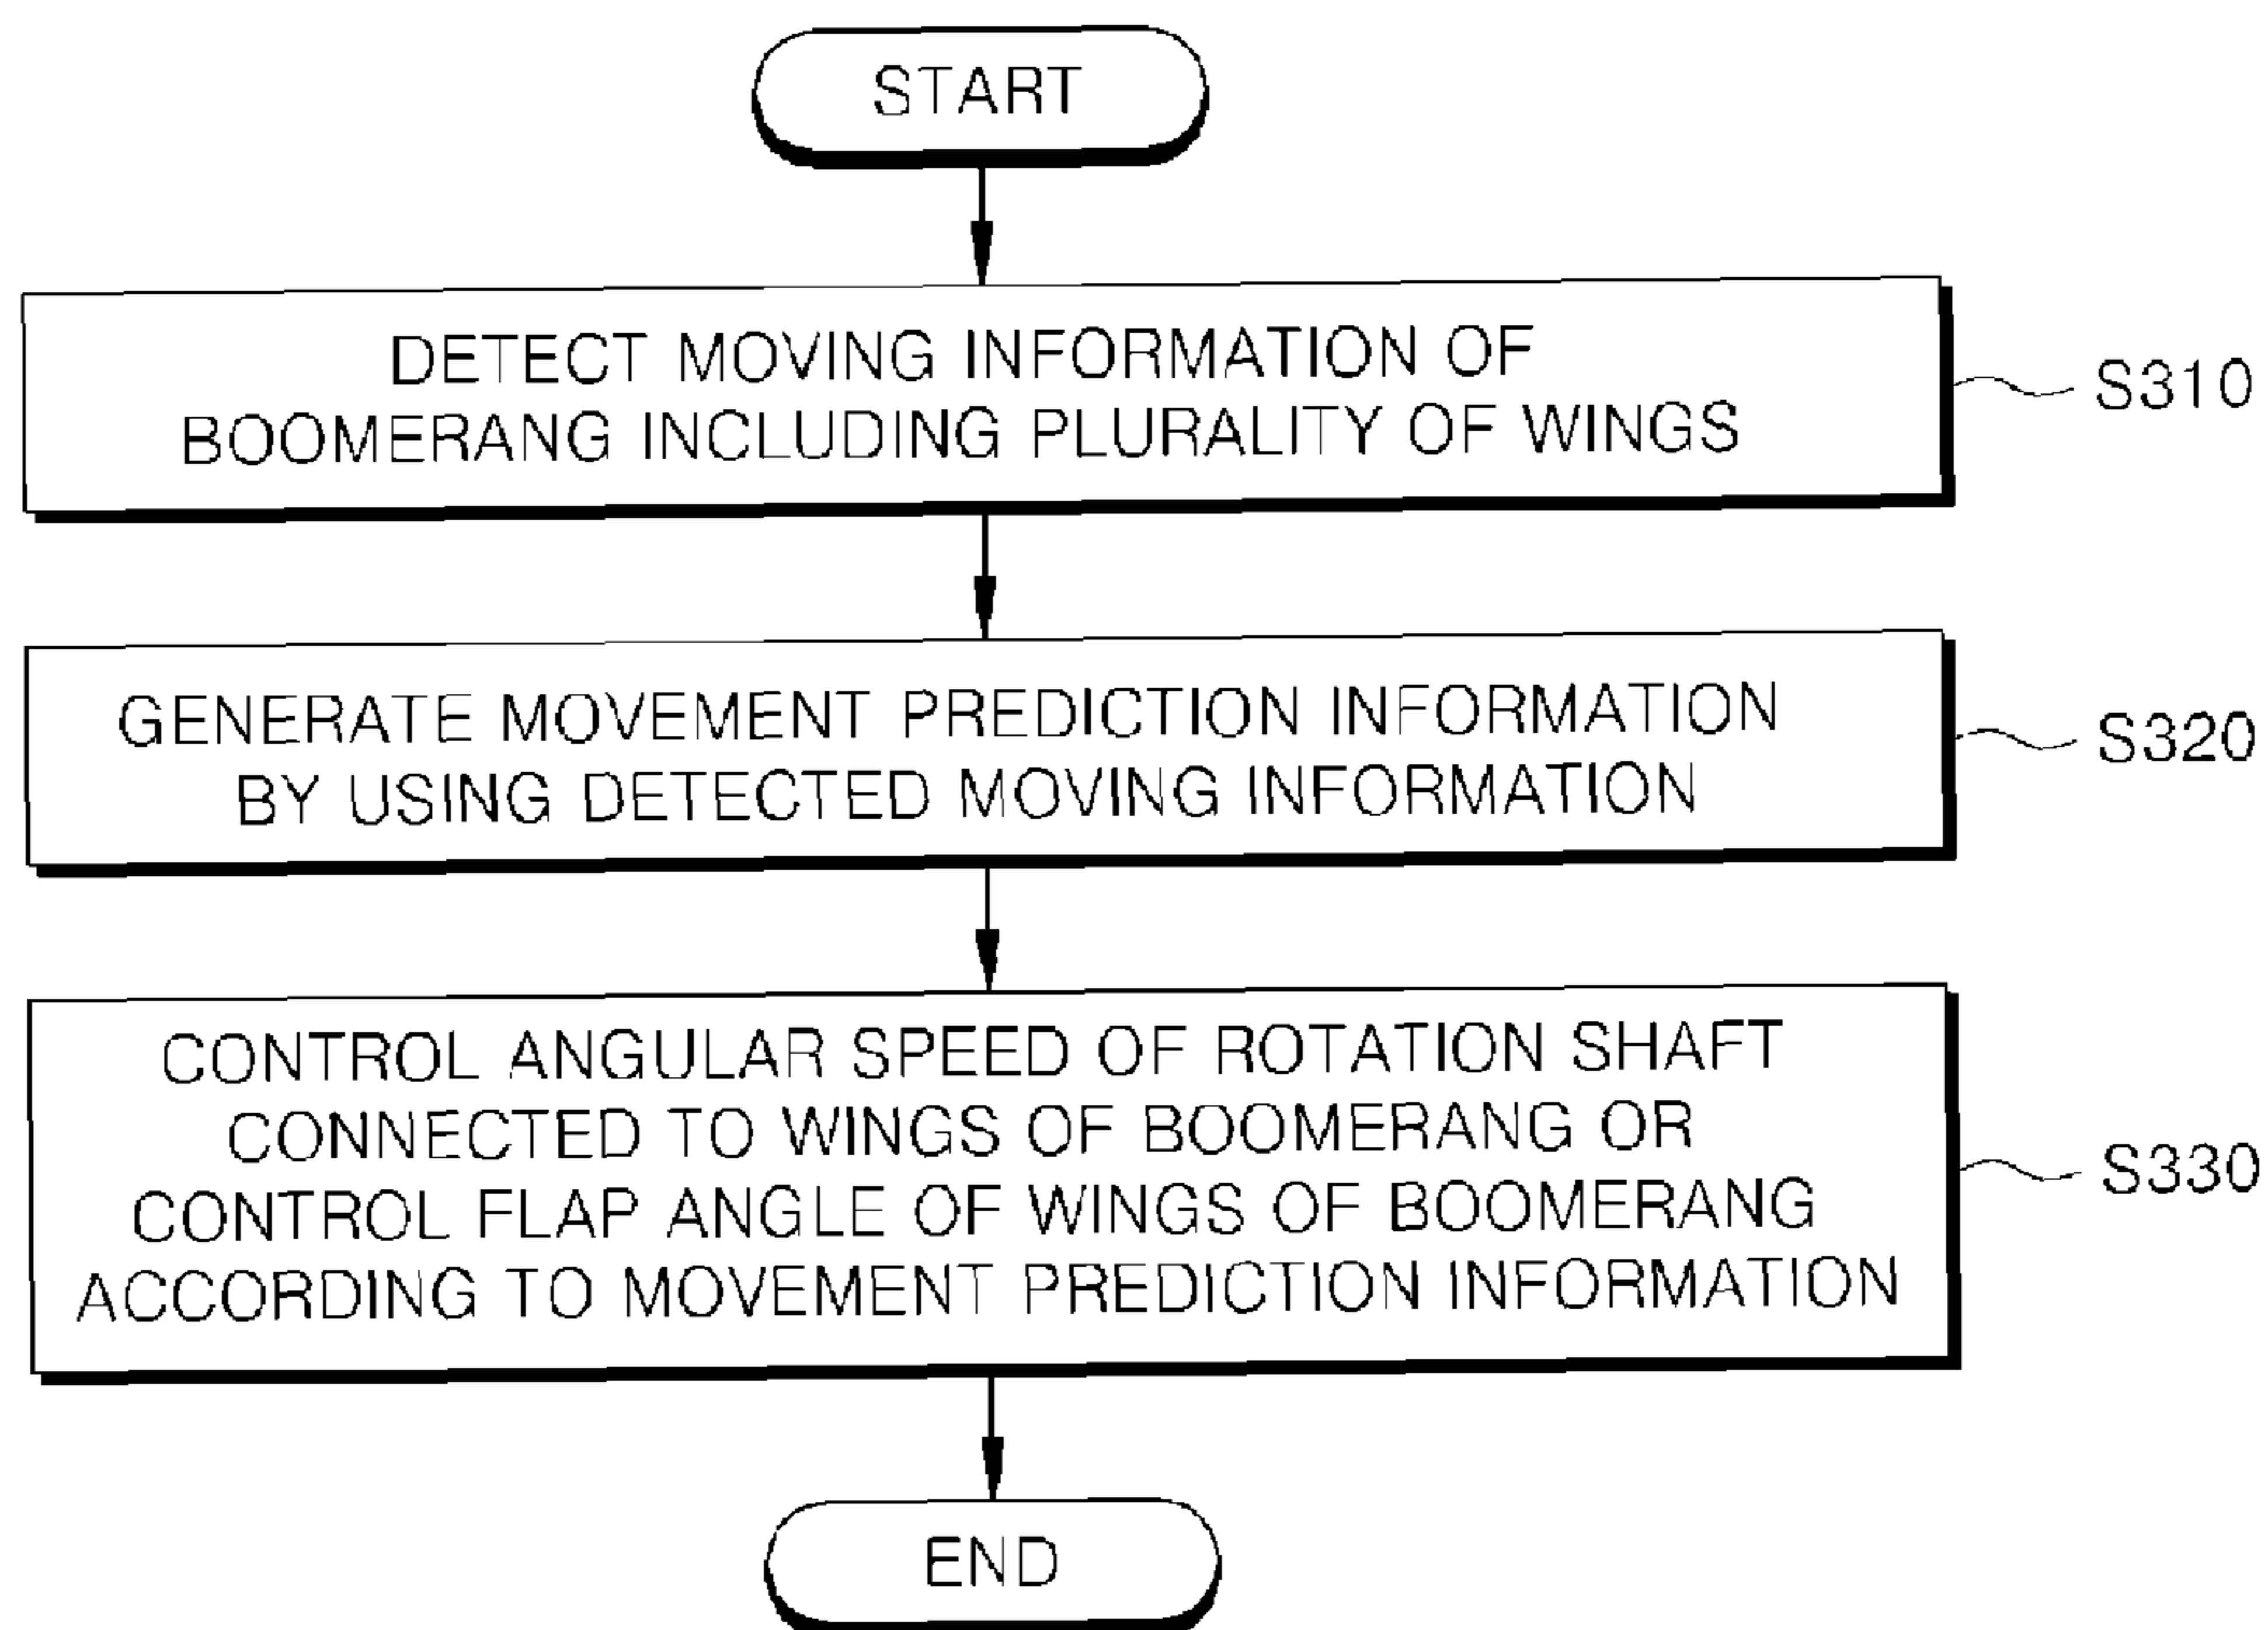 START
DETECT MOVING INFORMATION OF
BOOMERANG INCLUDING PLURALITY OF WINGS
S310
GENERATE MOVEMENT PREDICTION INFORMATION
BY USING DETECTED MOVING INFORMATION
S320
CONTROL ANGULAR SPEED OF ROTATION SHAFT
CONNECTED TO WINGS OF BOOMERANG OR
CONTROL FLAP ANGLE OF WINGS OF BOOMERANG
ACCORDING TO MOVEMENT PREDICTION INFORMATION
S330
END